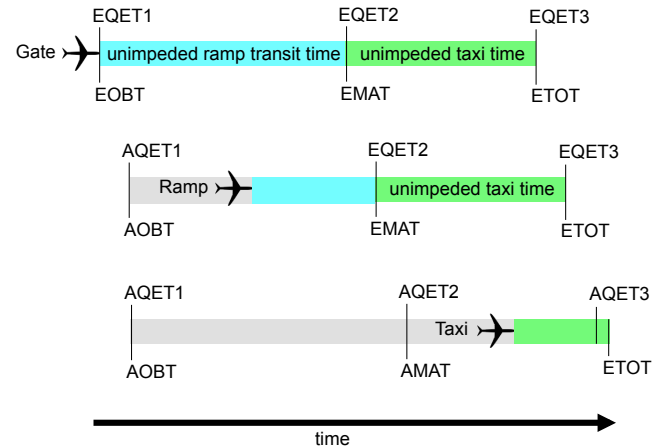 EQET1 EQET2 EQET3
Gate unimpeded ramp transit time unimpeded taxi time
EOBT EMAT ETOT
AQET1 EQET2 EQET3
Ramp unimpeded taxi time
AOBT EMAT ETOT
AQET1 AQET2 AQET3
Taxi
AOBT AMAT ETOT
time